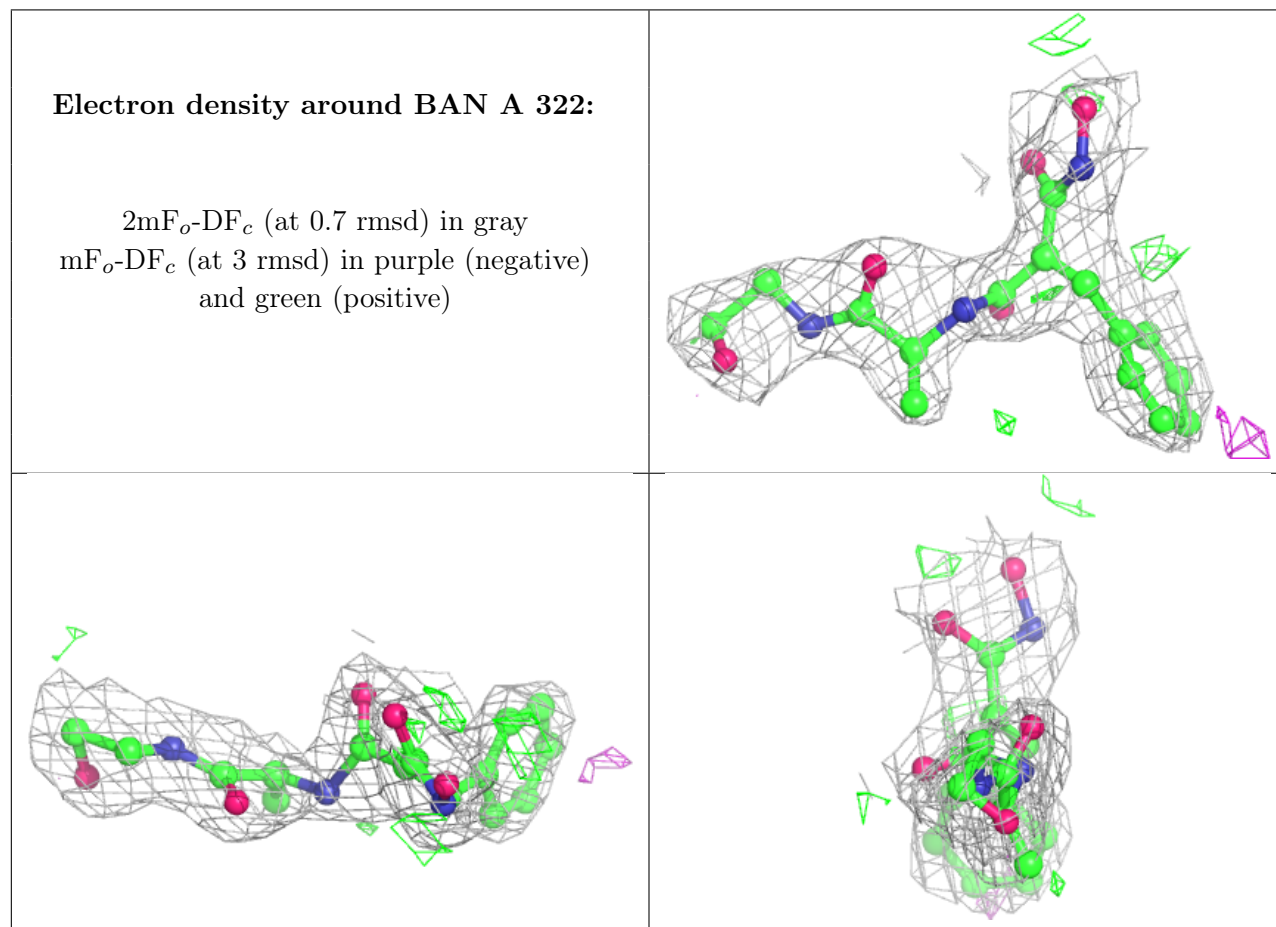 Electron density around BAN A 322:
2mFo-DFc (at 0.7 rmsd) in gray
mFo-DFc (at 3 rmsd) in purple (negative)
and green (positive)